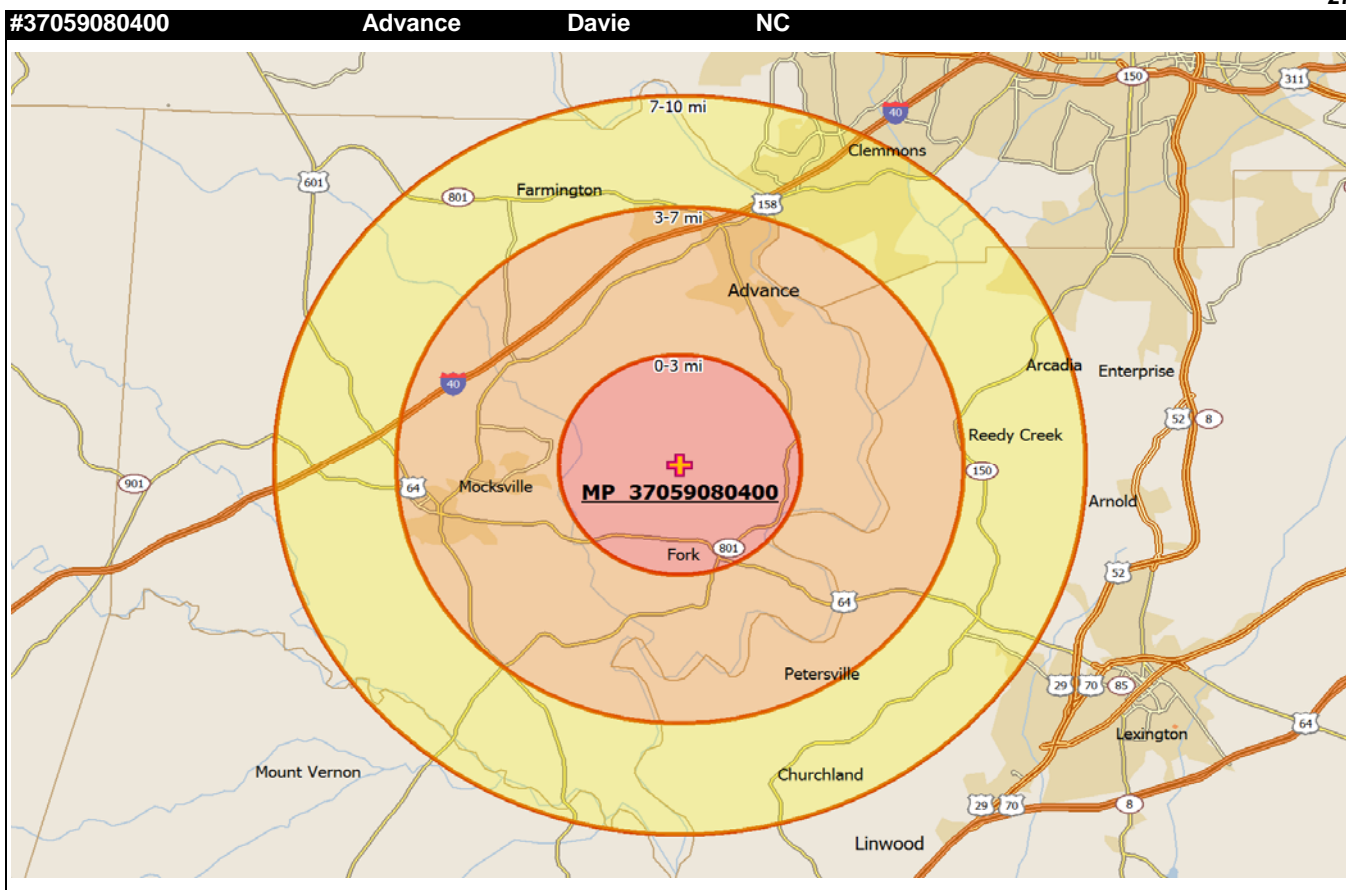 #37059080400 Advance Davie NC
7-10 mi
150
311
40
Clemmons
601
801
Farmington
158
3-7 mi
Advance
0-3 mi
Arcadia
Enterprise
40
52
8
Reedy Creek
150
901
64
Mocksville
MP 37059080400
Arnold
Fork
801
52
64
Petersville
29
70
85
Lexington
64
Mount Vernon
Churchland
29
70
8
Linwood